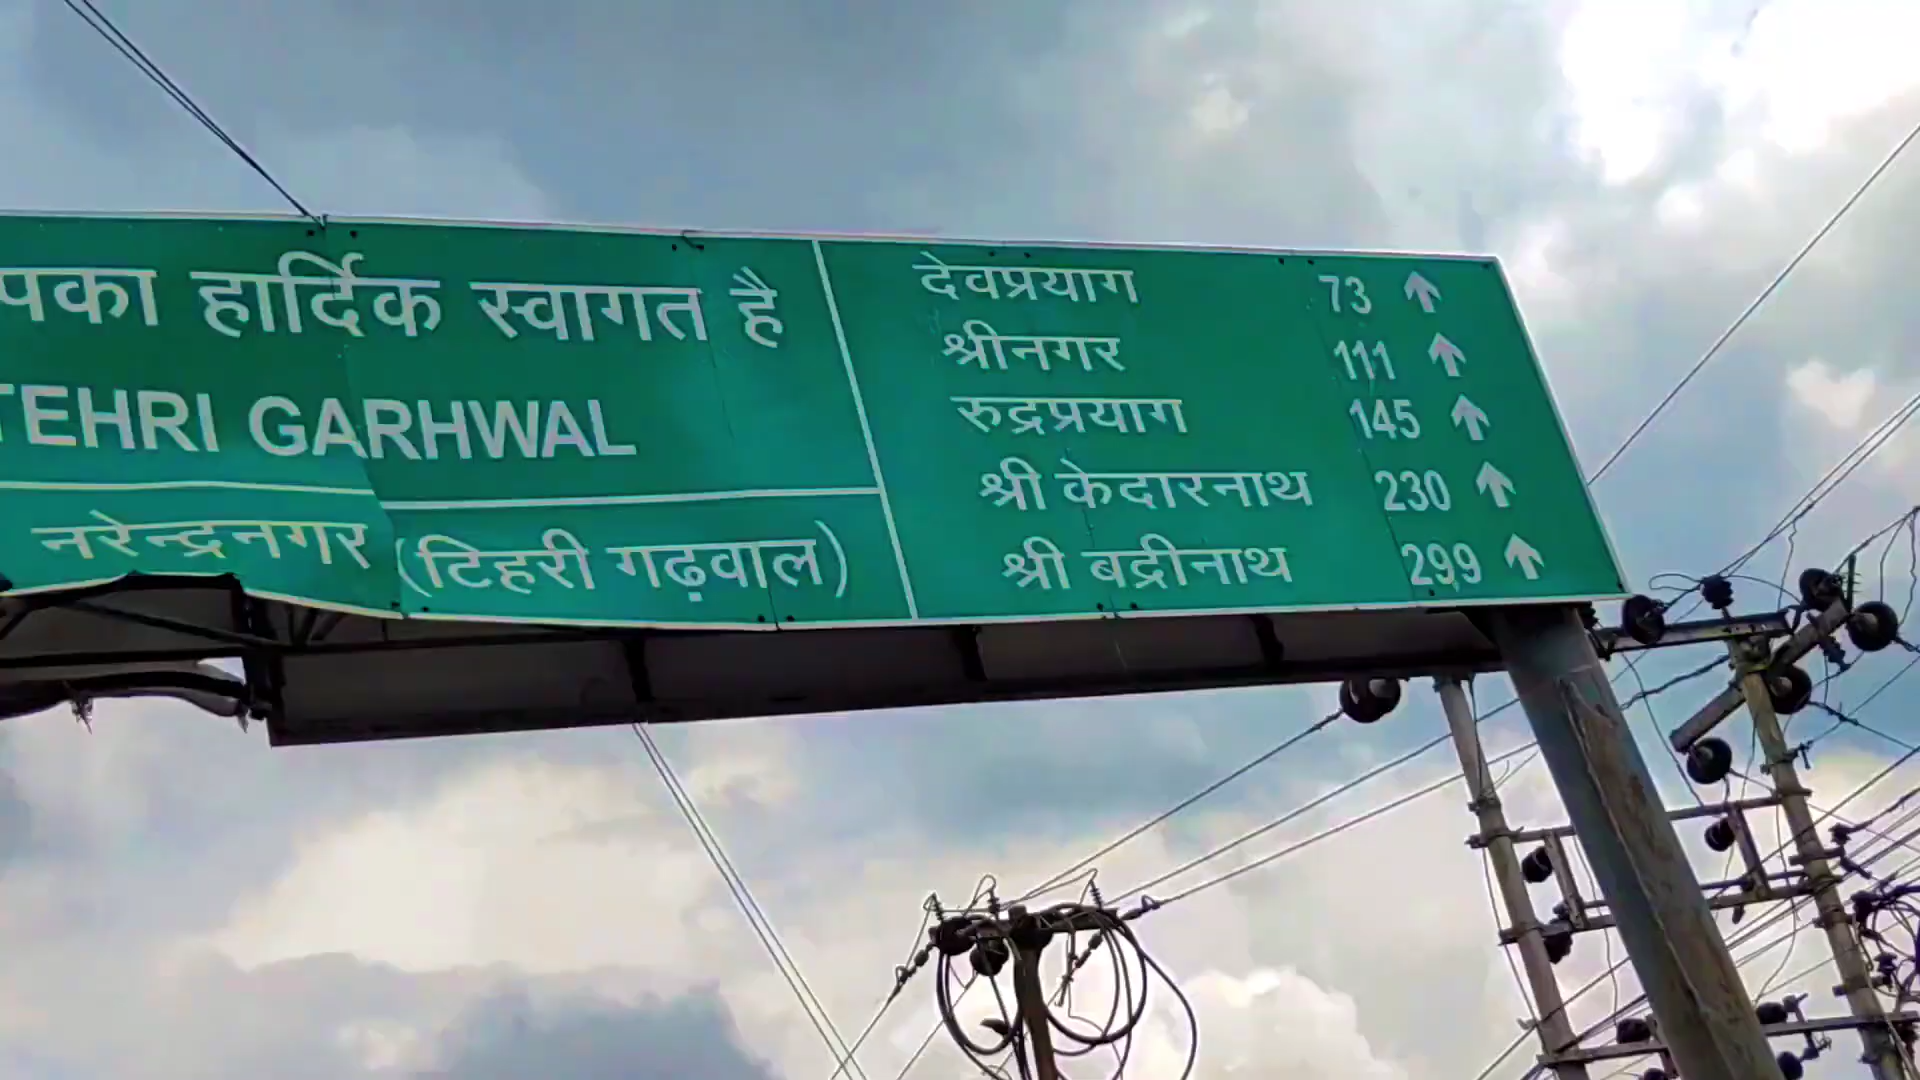 हार्दिक स्वागत है
TEHRI GARHWAL
नरेन्द्रनगर (टिहरी गढ़वाल)
देवप्रयाग 73 ↑
श्रीनगर 111 ↑
रुद्रप्रयाग 145 ↑
श्री केदारनाथ 230 ↑
श्री बद्रीनाथ 299 ↑